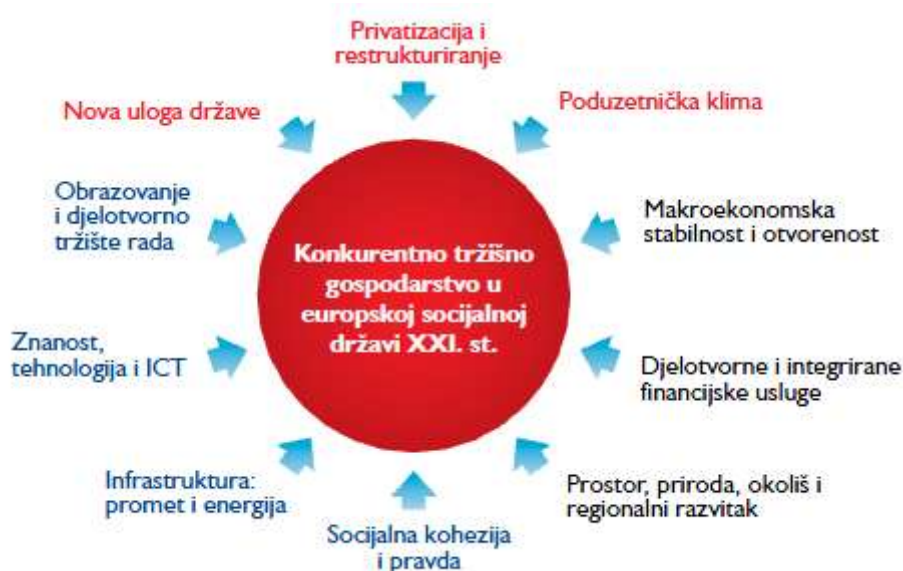 Privatizacija i
restrukturiranje
Nova uloga države
Poduzetnička klima
Obrazovanje
i djelotvorno
tržište rada
Makroekonomska
stabilnost i otvorenost
Konkurentno tržišno
gospodarstvo u
europskoj socijalnoj
državi XXI. st.
Znanost,
tehnologija i ICT
Djelotvorne i integrirane
financijske usluge
Infrastruktura:
promet i energija
Prostor, priroda, okoliš i
regionalni razvitak
Socijalna kohezija
i pravda